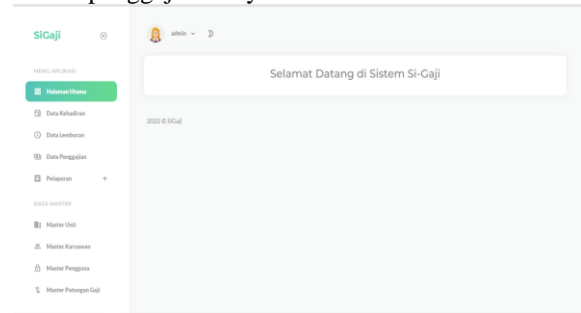 SiGaji
admin
MENU APLIKASI
Selamat Datang di Sistem Si-Gaji
Halaman Utama
Data Kehadiran
2022 © SiGaji
Data Lemburan
Data Penggajian
Pelaporan +
DATA MASTER
Master Unit
Master Karyawan
Master Pengguna
Master Potongan Gaji